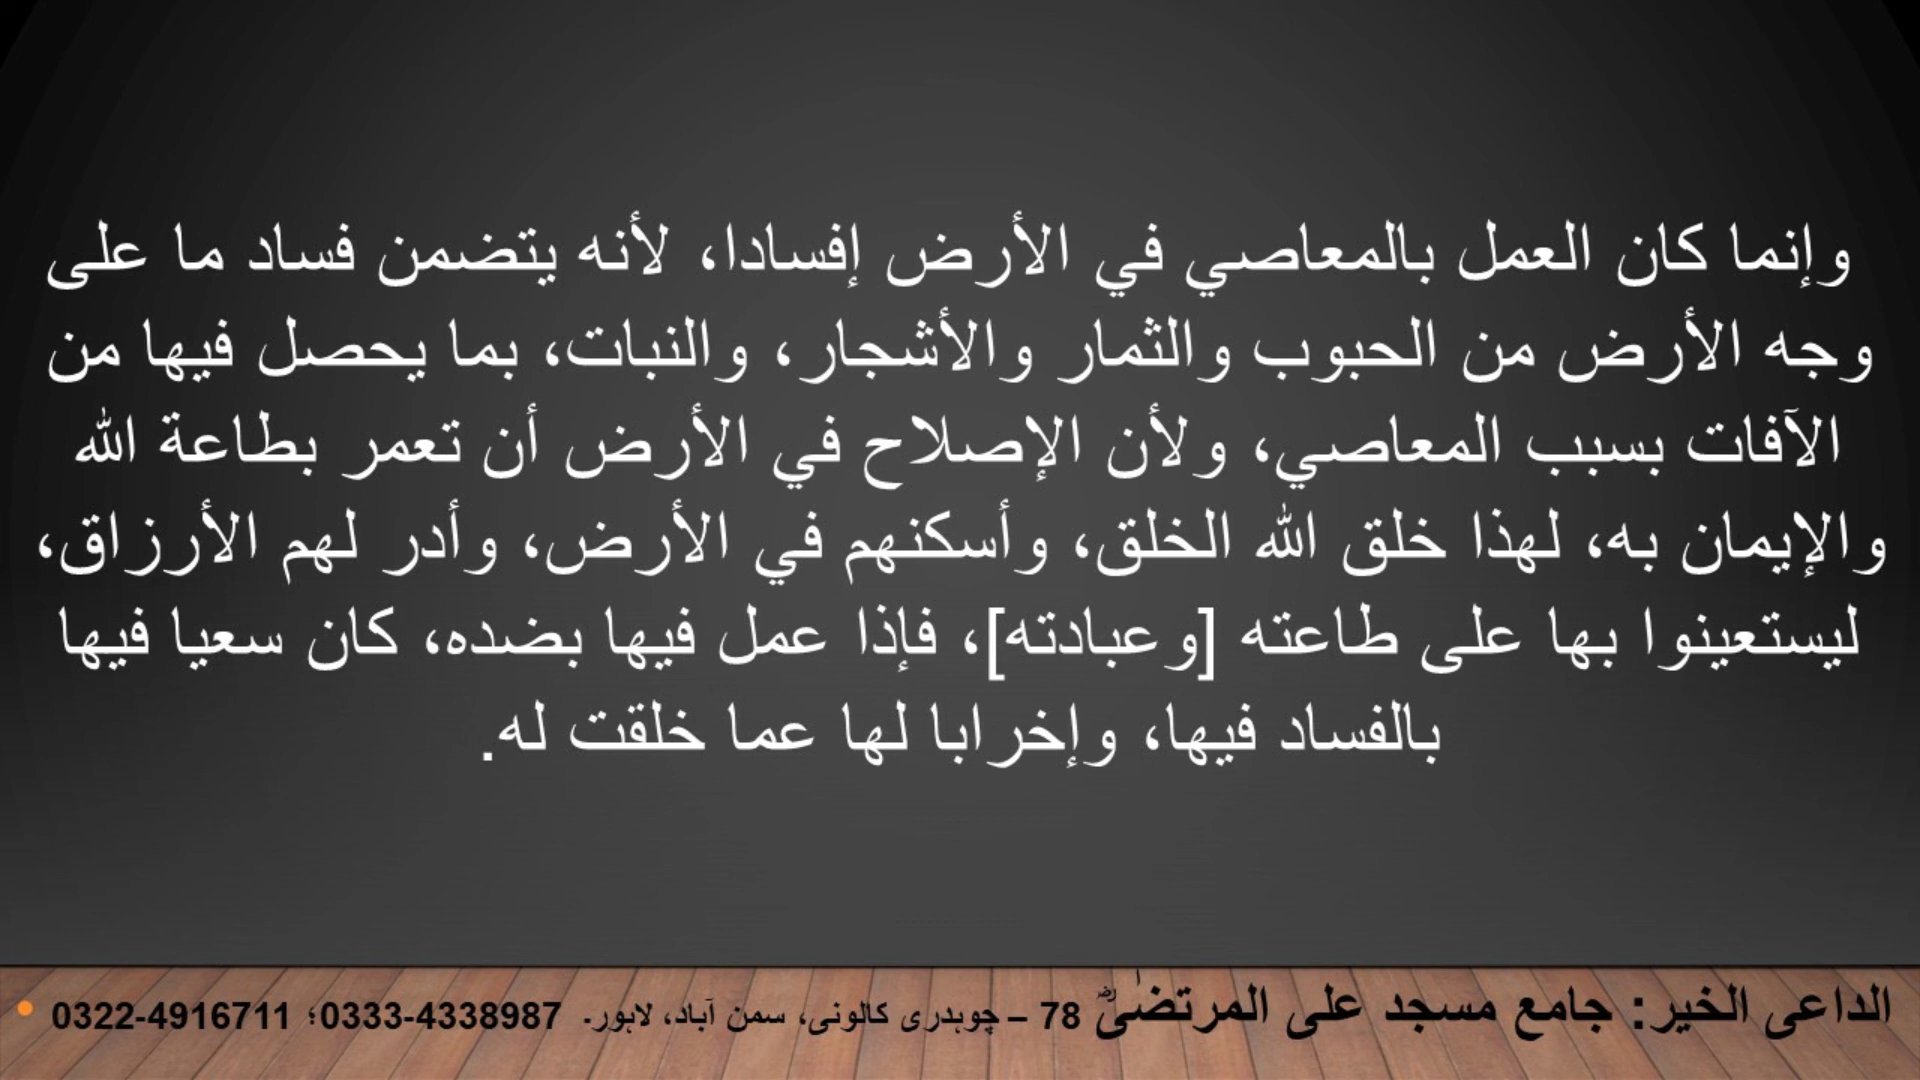 وإنما كان العمل بالمعاصي في الأرض إفسادا، لأنه يتضمن فساد ما على
وجه الأرض من الحبوب والثمار والأشجار، والنبات، بما يحصل فيها من
الآفات بسبب المعاصي، ولأن الإصلاح في الأرض أن تعمر بطاعة الله
والإيمان به، لهذا خلق الله الخلق، وأسكنهم في الأرض، وأدر لهم الأرزاق،
ليستعينوا بها على طاعته [وعبادته]، فإذا عمل فيها بضده، كان سعيا فيها
بالفساد فيها، وإخرابا لها عما خلقت له.
الداعی الخیر: جامع مسجد علی المرتضیٰؓ 78 – چوہدری کالونی، سمن آباد، لاہور۔ 0333-4338987؛ 0322-4916711